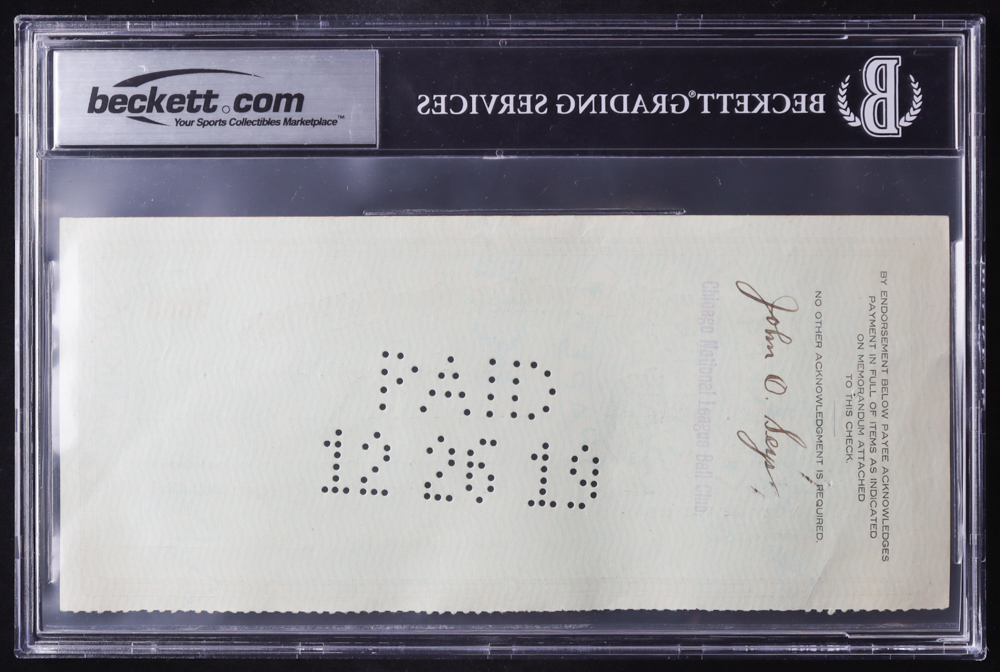 beckett.com
Your Sports Collectibles Marketplace™
BECKETT® GRADING SERVICES
B
BY ENDORSEMENT BELOW PAYEE ACKNOWLEDGES
PAYMENT IN FULL OF ITEMS AS INDICATED
ON MEMORANDUM ATTACHED
TO THIS CHECK.
NO OTHER ACKNOWLEDGMENT IS REQUIRED.
John O. Seys
Chicago National League Ball Club.
PAID
12 26 19